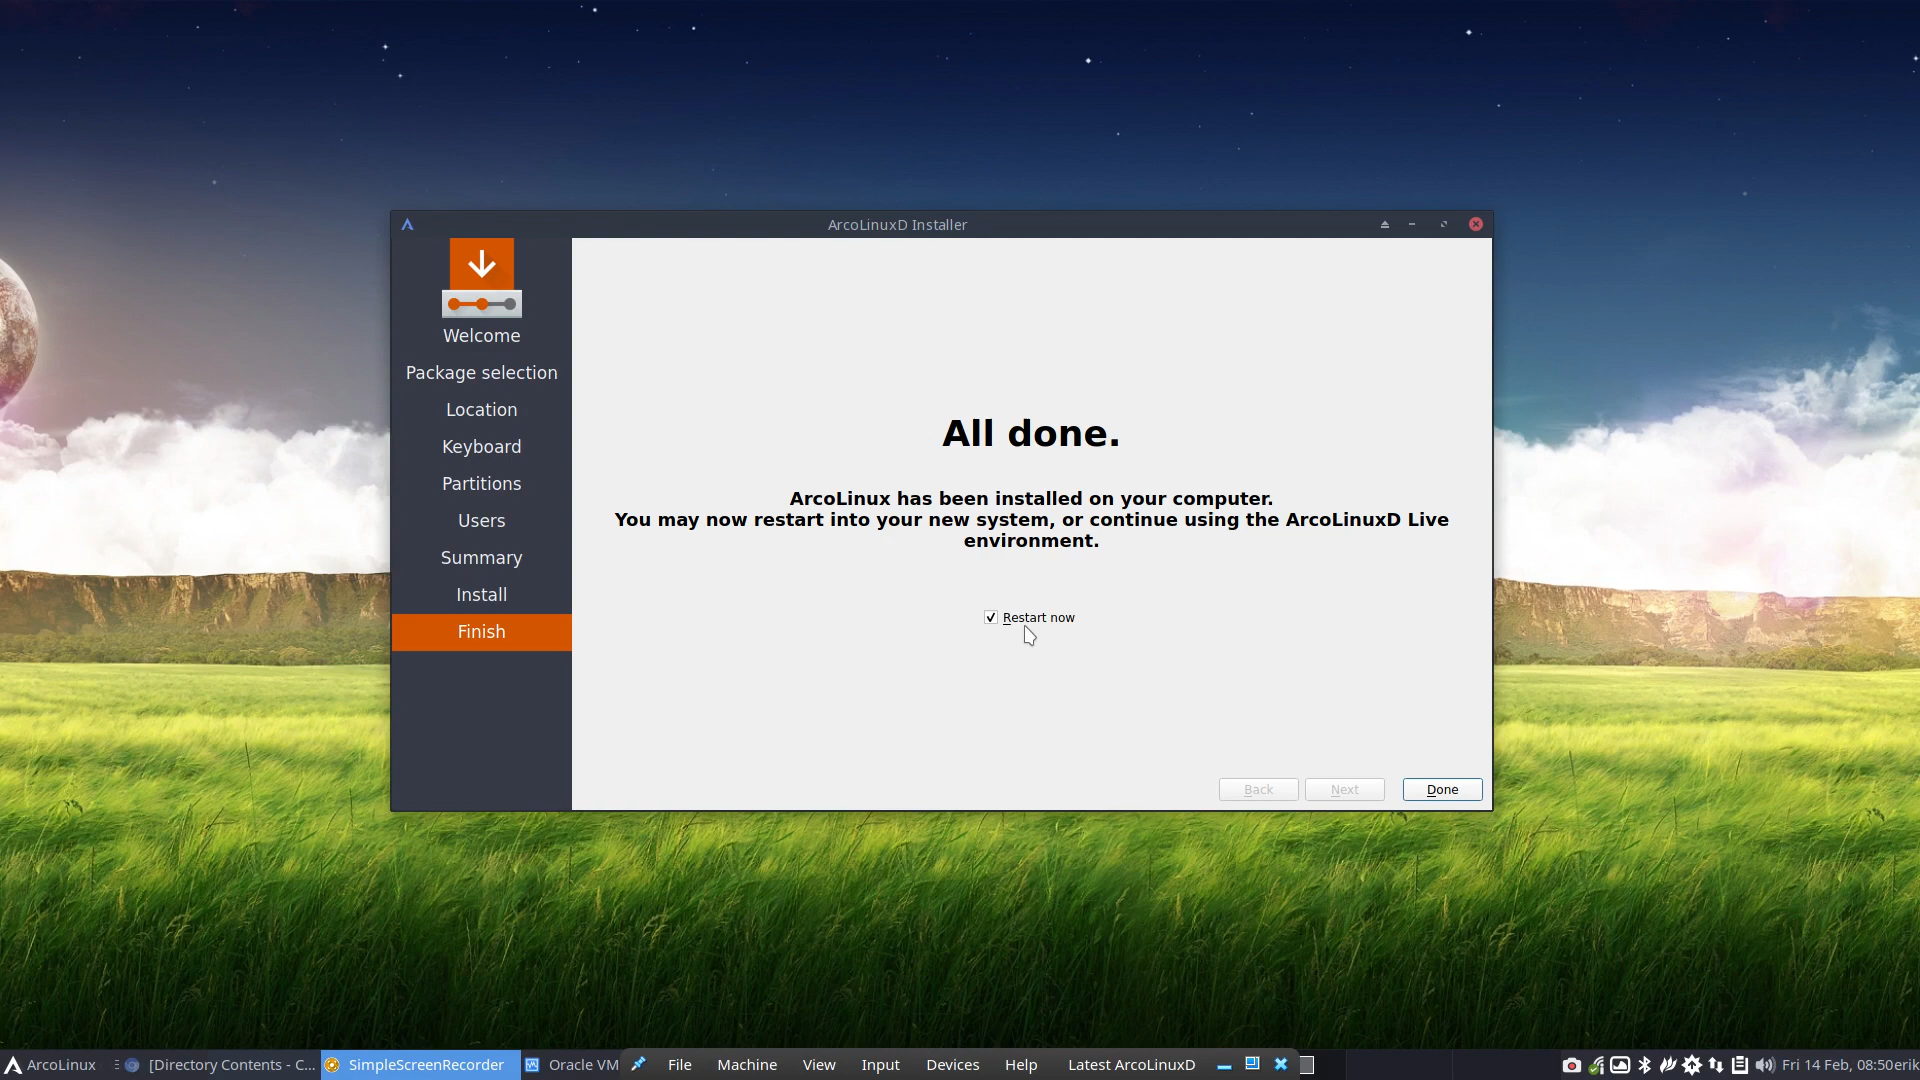 ArcoLinuxD Installer
Welcome
Package selection
Location
Keyboard
Partitions
Users
Summary
Install
Finish
All done.
ArcoLinux has been installed on your computer.
You may now restart into your new system, or continue using the ArcoLinuxD Live
environment.
Restart now
Back Next Done
ArcoLinux [Directory Contents - C... SimpleScreenRecorder Oracle VM File Machine View Input Devices Help Latest ArcoLinuxD Fri 14 Feb, 08:50 erik